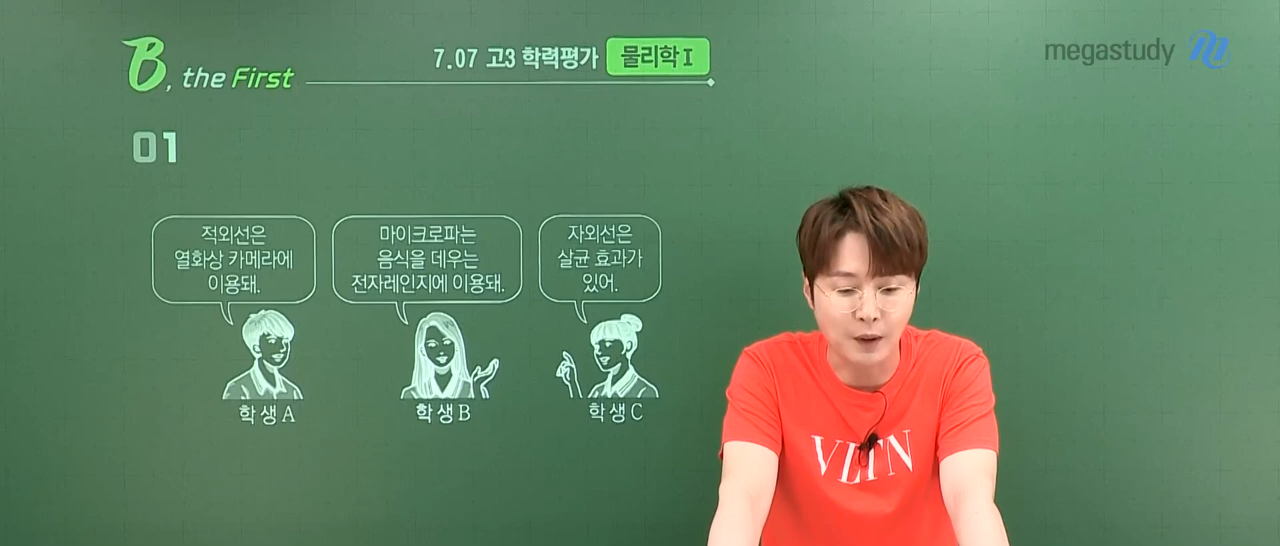 B, the First
7.07 고3 학력평가 물리학 I
megastudy
01
적외선은
열화상 카메라에
이용돼.
마이크로파는
음식을 데우는
전자레인지에 이용돼.
자외선은
살균 효과가
있어.
학생A
학생B
학생C
VLTN